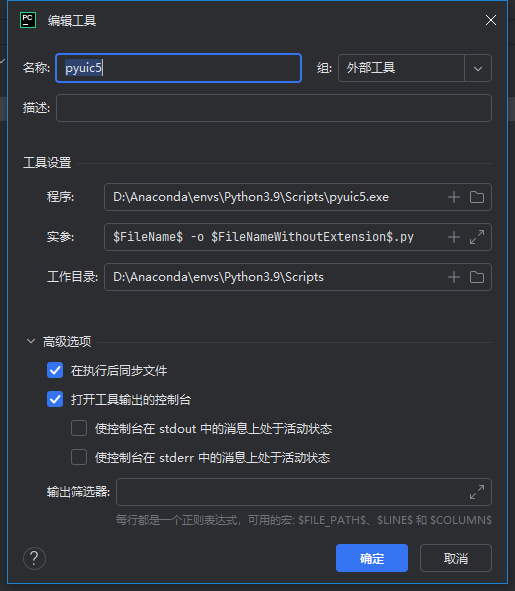 PC 编辑工具
名称: pyuic5 组: 外部工具
描述:
工具设置
程序: D:\Anaconda\envs\Python3.9\Scripts\pyuic5.exe
实参: $FileName$ -o $FileNameWithoutExtension$.py
工作目录: D:\Anaconda\envs\Python3.9\Scripts
高级选项
在执行后同步文件
打开工具输出的控制台
使控制台在 stdout 中的消息上处于活动状态
使控制台在 stderr 中的消息上处于活动状态
输出筛选器:
每行都是一个正则表达式，可用的宏: $FILE_PATH$、$LINE$ 和 $COLUMN$
? 确定 取消